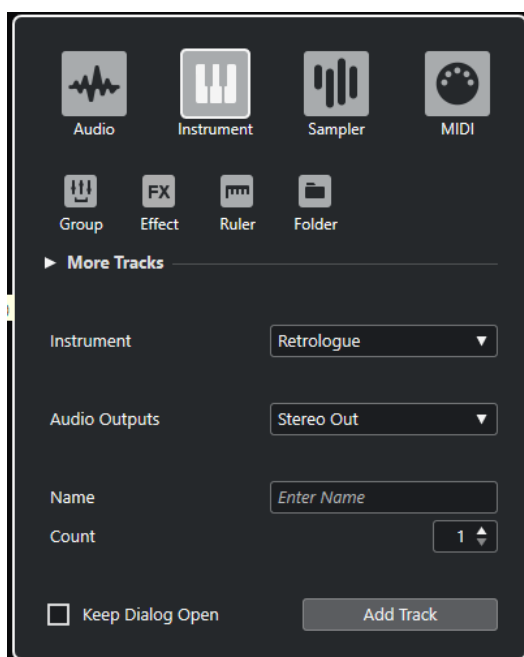 Audio Instrument Sampler MIDI
FX
Group Effect Ruler Folder
More Tracks
Instrument Retrologue
Audio Outputs Stereo Out
Name Enter Name
Count 1
Keep Dialog Open Add Track